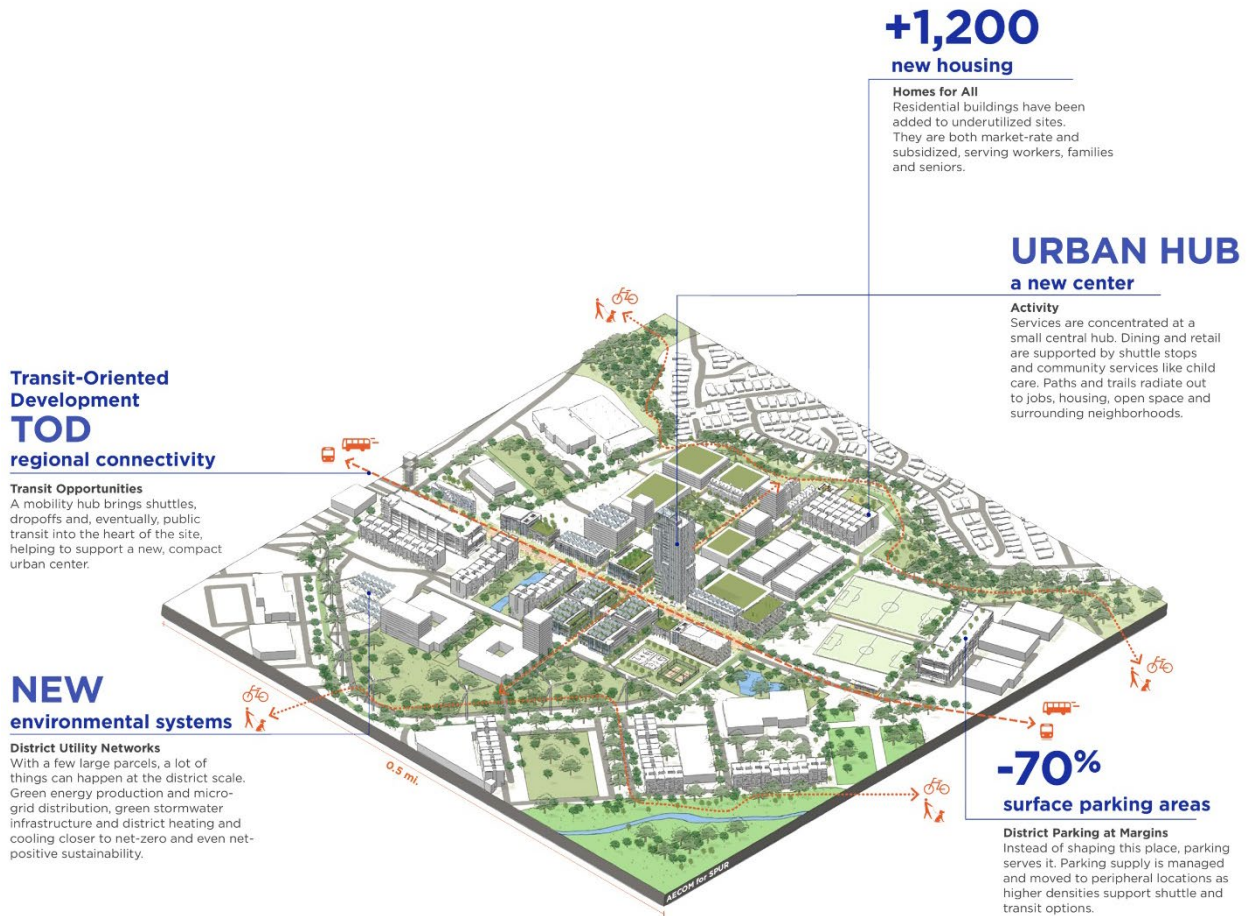 +1,200
new housing
Homes for All
Residential buildings have been
added to underutilized sites.
They are both market-rate and
subsidized, serving workers, families
and seniors.
URBAN HUB
a new center
Activity
Services are concentrated at a
small central hub. Dining and retail
are supported by shuttle stops
and community services like child
care. Paths and trails radiate out
to jobs, housing, open space and
surrounding neighborhoods.
Transit-Oriented
Development
TOD
regional connectivity
Transit Opportunities
A mobility hub brings shuttles,
dropoffs and, eventually, public
transit into the heart of the site,
helping to support a new, compact
urban center.
NEW
environmental systems
District Utility Networks
With a few large parcels, a lot of
things can happen at the district scale.
Green energy production and micro-
grid distribution, green stormwater
infrastructure and district heating and
cooling closer to net-zero and even net-
positive sustainability.
0.5 mi.
AECOM for SPUR
-70%
surface parking areas
District Parking at Margins
Instead of shaping this place, parking
serves it. Parking supply is managed
and moved to peripheral locations as
higher densities support shuttle and
transit options.